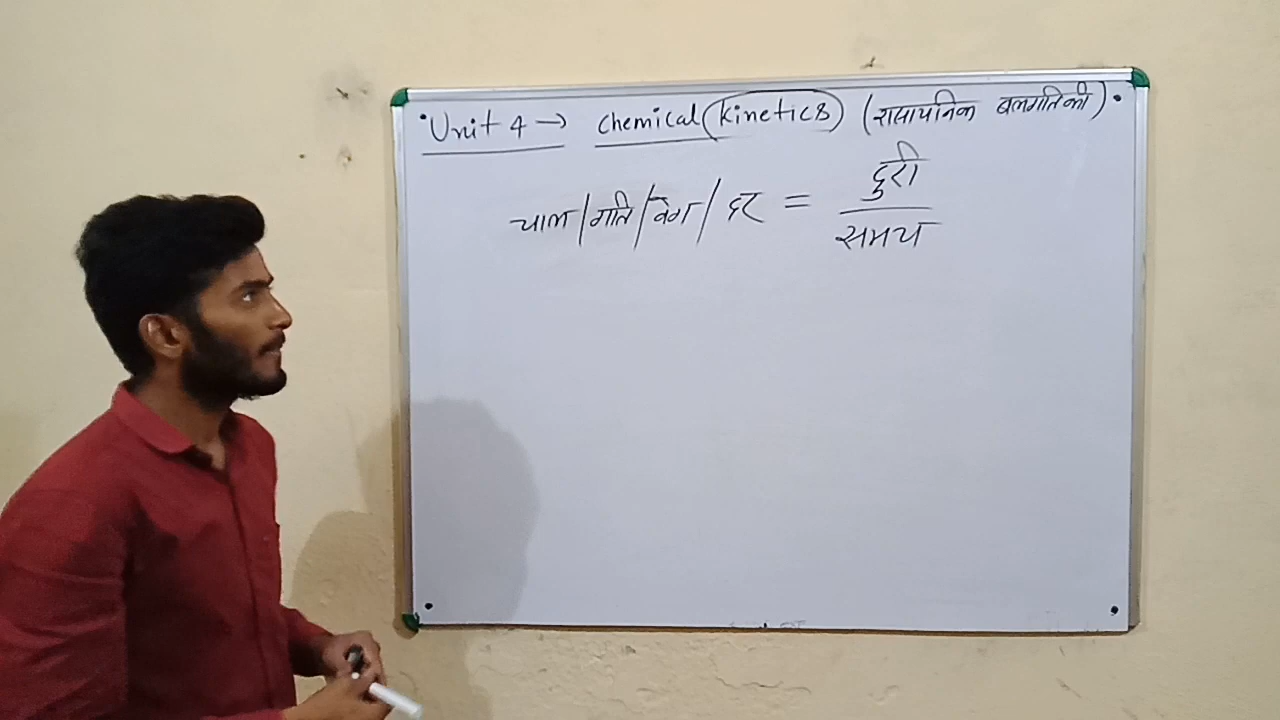 Unit 4 → Chemical Kinetics (रासायनिक बलगतिकी)
चाल / गति / वेग / दर = दुरी
समय